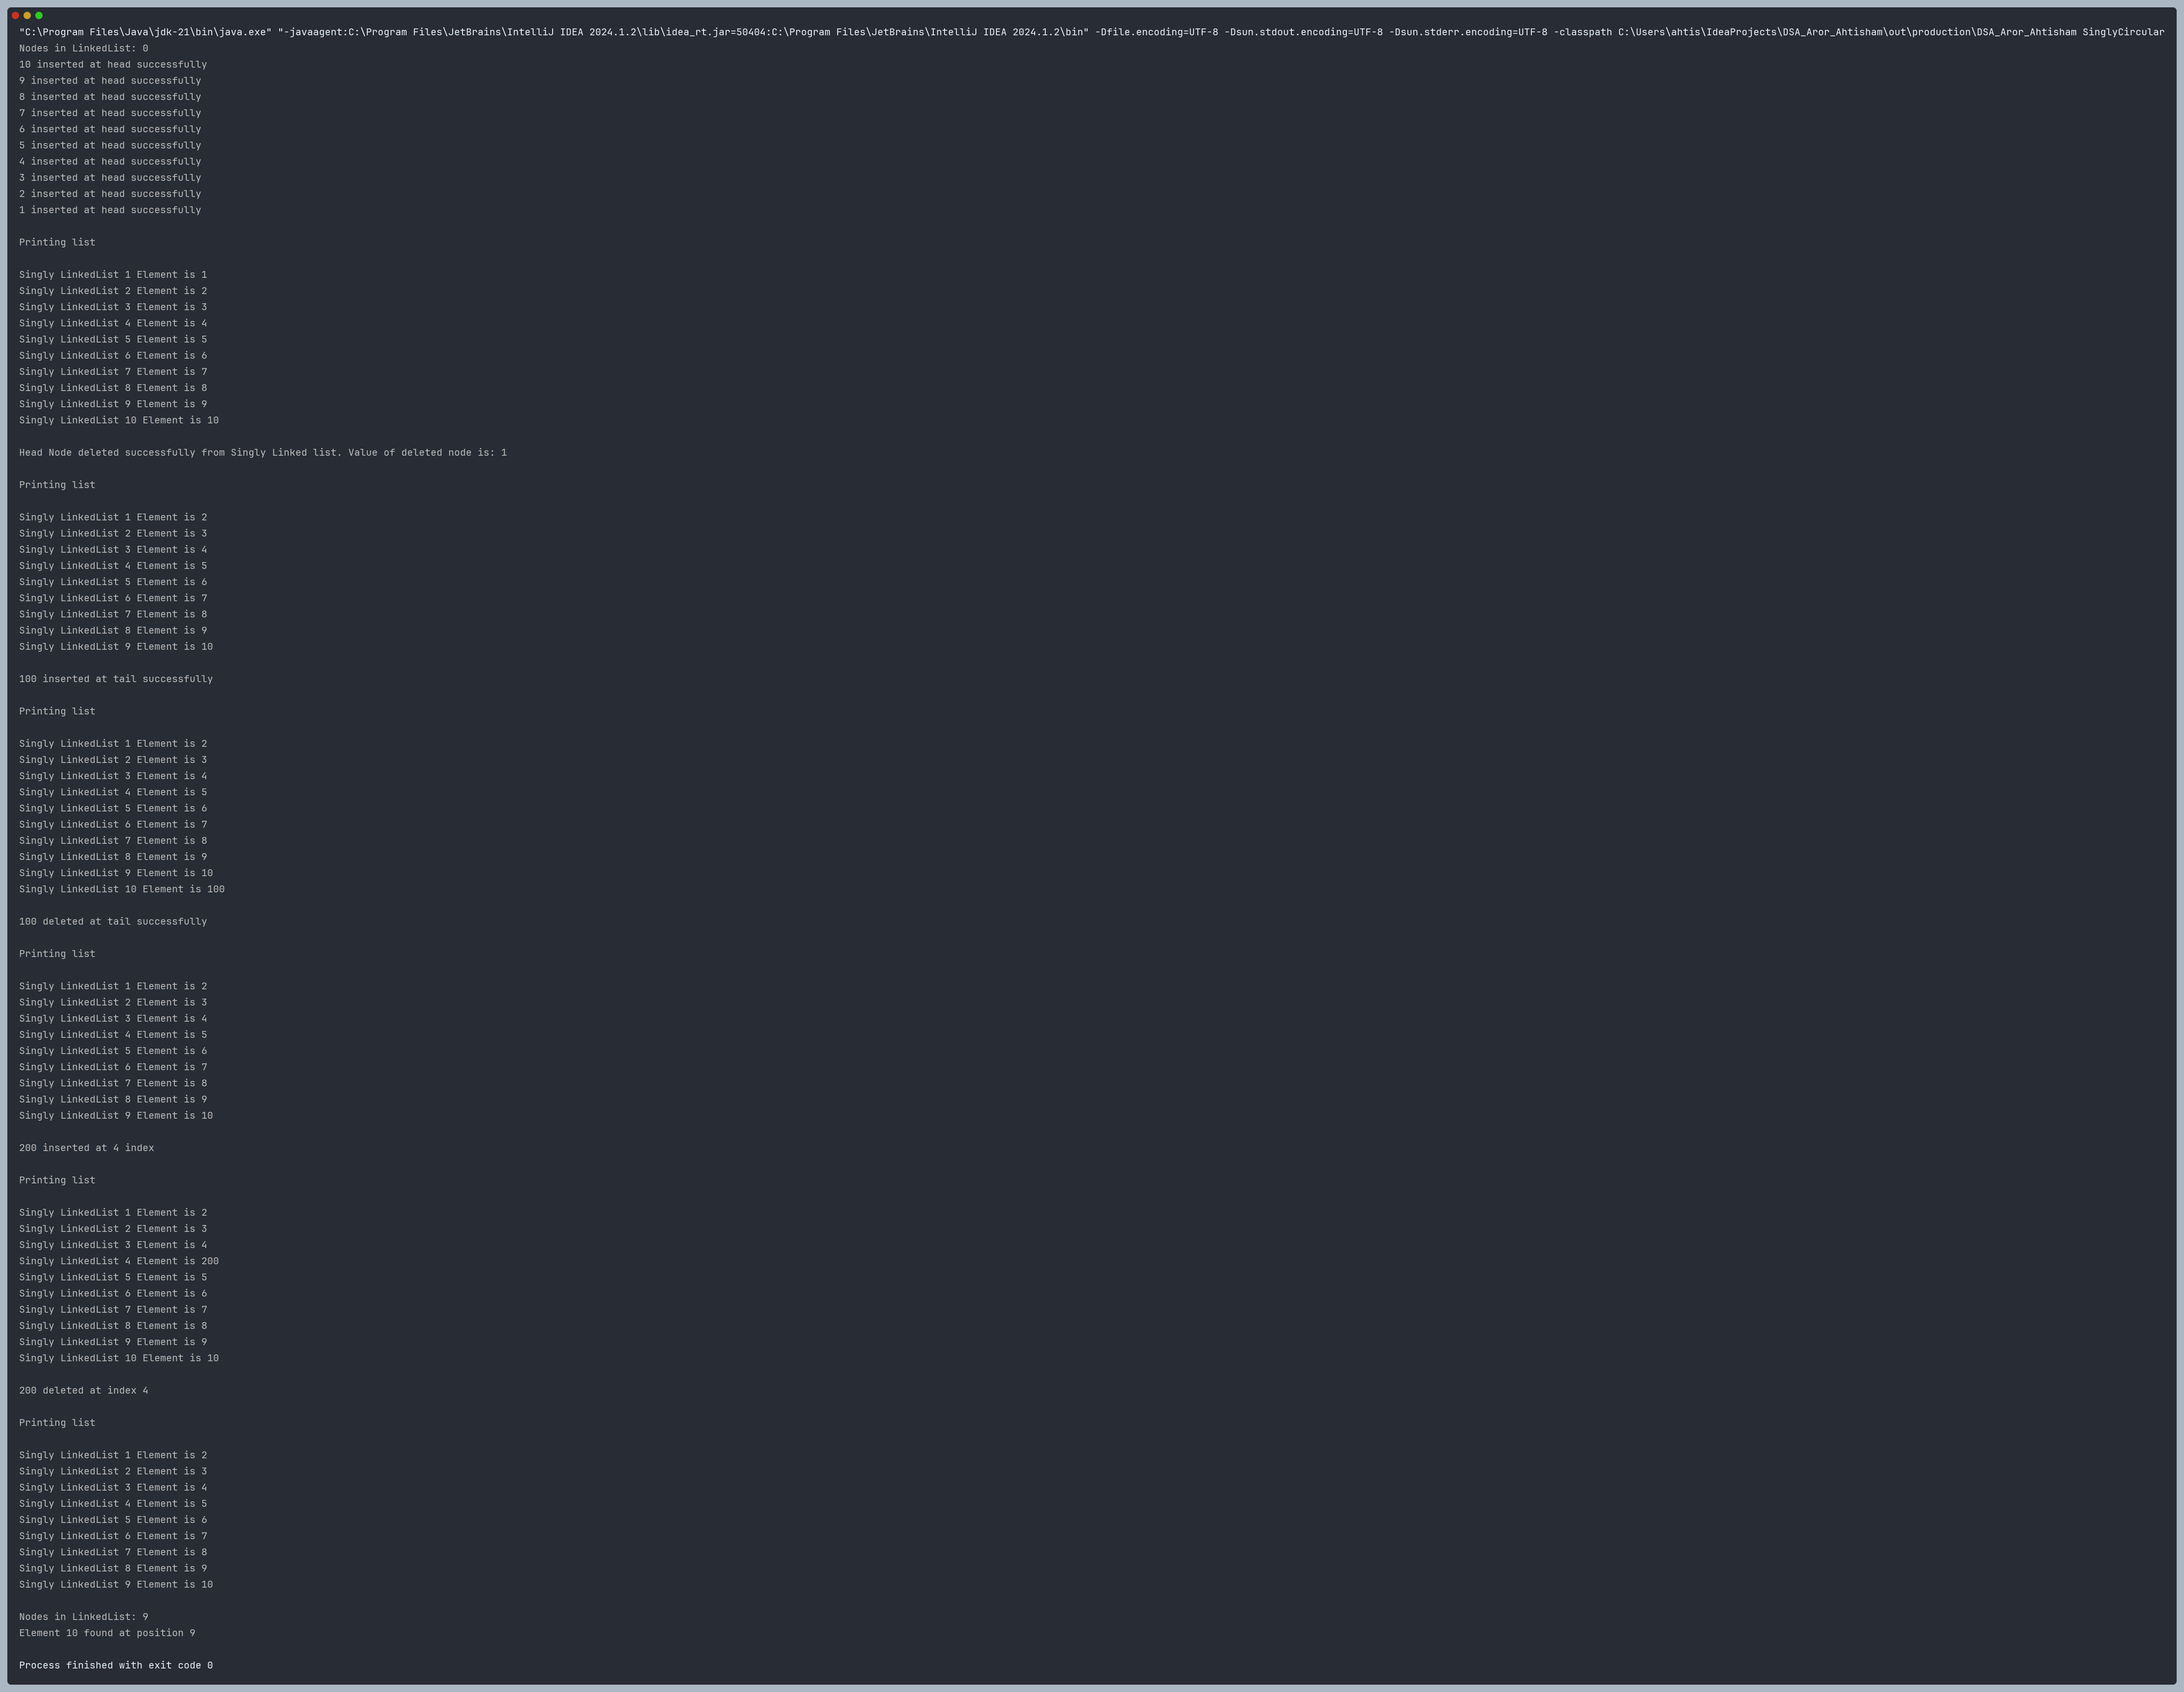 "C:\Program Files\Java\jdk-21\bin\java.exe" "-javaagent:C:\Program Files\JetBrains\IntelliJ IDEA 2024.1.2\lib\idea_rt.jar=50404:C:\Program Files\JetBrains\IntelliJ IDEA 2024.1.2\bin" -Dfile.encoding=UTF-8 -Dsun.stdout.encoding=UTF-8 -Dsun.stderr.encoding=UTF-8 -classpath C:\Users\ahtis\IdeaProjects\DSA_Aror_Ahtisham\out\production\DSA_Aror_Ahtisham SinglyCircular
Nodes in LinkedList: 0
10 inserted at head successfully
9 inserted at head successfully
8 inserted at head successfully
7 inserted at head successfully
6 inserted at head successfully
5 inserted at head successfully
4 inserted at head successfully
3 inserted at head successfully
2 inserted at head successfully
1 inserted at head successfully
Printing list
Singly LinkedList 1 Element is 1
Singly LinkedList 2 Element is 2
Singly LinkedList 3 Element is 3
Singly LinkedList 4 Element is 4
Singly LinkedList 5 Element is 5
Singly LinkedList 6 Element is 6
Singly LinkedList 7 Element is 7
Singly LinkedList 8 Element is 8
Singly LinkedList 9 Element is 9
Singly LinkedList 10 Element is 10
Head Node deleted successfully from Singly Linked list. Value of deleted node is: 1
Printing list
Singly LinkedList 1 Element is 2
Singly LinkedList 2 Element is 3
Singly LinkedList 3 Element is 4
Singly LinkedList 4 Element is 5
Singly LinkedList 5 Element is 6
Singly LinkedList 6 Element is 7
Singly LinkedList 7 Element is 8
Singly LinkedList 8 Element is 9
Singly LinkedList 9 Element is 10
100 inserted at tail successfully
Printing list
Singly LinkedList 1 Element is 2
Singly LinkedList 2 Element is 3
Singly LinkedList 3 Element is 4
Singly LinkedList 4 Element is 5
Singly LinkedList 5 Element is 6
Singly LinkedList 6 Element is 7
Singly LinkedList 7 Element is 8
Singly LinkedList 8 Element is 9
Singly LinkedList 9 Element is 10
Singly LinkedList 10 Element is 100
100 deleted at tail successfully
Printing list
Singly LinkedList 1 Element is 2
Singly LinkedList 2 Element is 3
Singly LinkedList 3 Element is 4
Singly LinkedList 4 Element is 5
Singly LinkedList 5 Element is 6
Singly LinkedList 6 Element is 7
Singly LinkedList 7 Element is 8
Singly LinkedList 8 Element is 9
Singly LinkedList 9 Element is 10
200 inserted at 4 index
Printing list
Singly LinkedList 1 Element is 2
Singly LinkedList 2 Element is 3
Singly LinkedList 3 Element is 4
Singly LinkedList 4 Element is 200
Singly LinkedList 5 Element is 5
Singly LinkedList 6 Element is 6
Singly LinkedList 7 Element is 7
Singly LinkedList 8 Element is 8
Singly LinkedList 9 Element is 9
Singly LinkedList 10 Element is 10
200 deleted at index 4
Printing list
Singly LinkedList 1 Element is 2
Singly LinkedList 2 Element is 3
Singly LinkedList 3 Element is 4
Singly LinkedList 4 Element is 5
Singly LinkedList 5 Element is 6
Singly LinkedList 6 Element is 7
Singly LinkedList 7 Element is 8
Singly LinkedList 8 Element is 9
Singly LinkedList 9 Element is 10
Nodes in LinkedList: 9
Element 10 found at position 9
Process finished with exit code 0